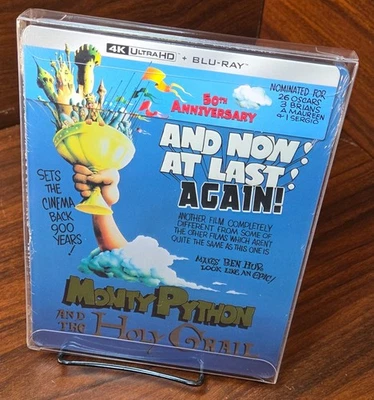 4K ULTRAHD + BLU-RAY
50TH
ANNIVERSARY
NOMINATED FOR
26 OSCARS
3 BRIANS
A MAUREEN
4-1 SERGIO
AND NOW!
AT LAST!
AGAIN!
SETS
THE
CINEMA
BACK
900
YEARS!
ANOTHER FILM COMPLETELY
DIFFERENT FROM SOME OF
THE OTHER FILMS WHICH AREN'T
QUITE THE SAME AS THIS ONE IS
MAKES BEN HUR
LOOK LIKE AN EPIC!
MONTY PYTHON
AND THE HOLY GRAIL